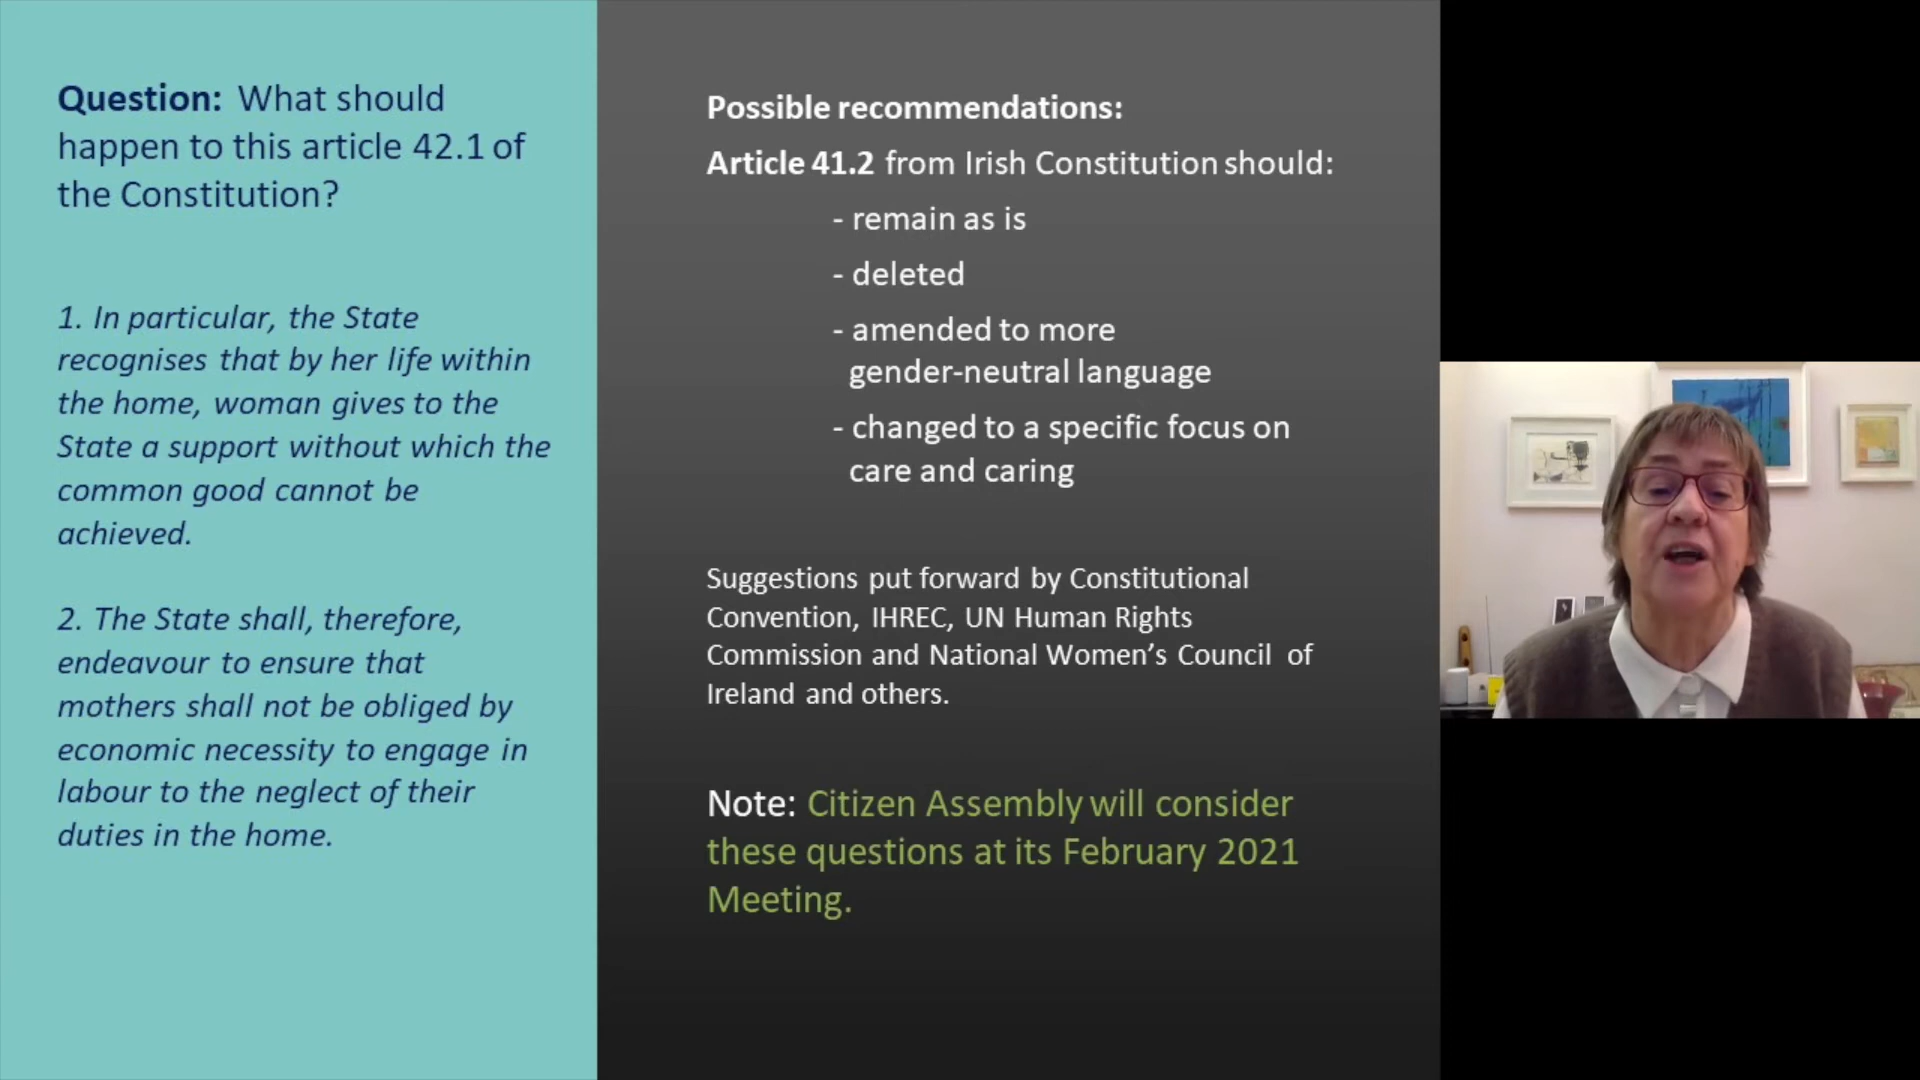 Question: What should
happen to this article 42.1 of
the Constitution?
1. In particular, the State
recognises that by her life within
the home, woman gives to the
State a support without which the
common good cannot be
achieved.
2. The State shall, therefore,
endeavour to ensure that
mothers shall not be obliged by
economic necessity to engage in
labour to the neglect of their
duties in the home.
Possible recommendations:
Article 41.2 from Irish Constitution should:
- remain as is
- deleted
- amended to more
gender-neutral language
- changed to a specific focus on
care and caring
Suggestions put forward by Constitutional
Convention, IHREC, UN Human Rights
Commission and National Women’s Council of
Ireland and others.
Note: Citizen Assembly will consider
these questions at its February 2021
Meeting.